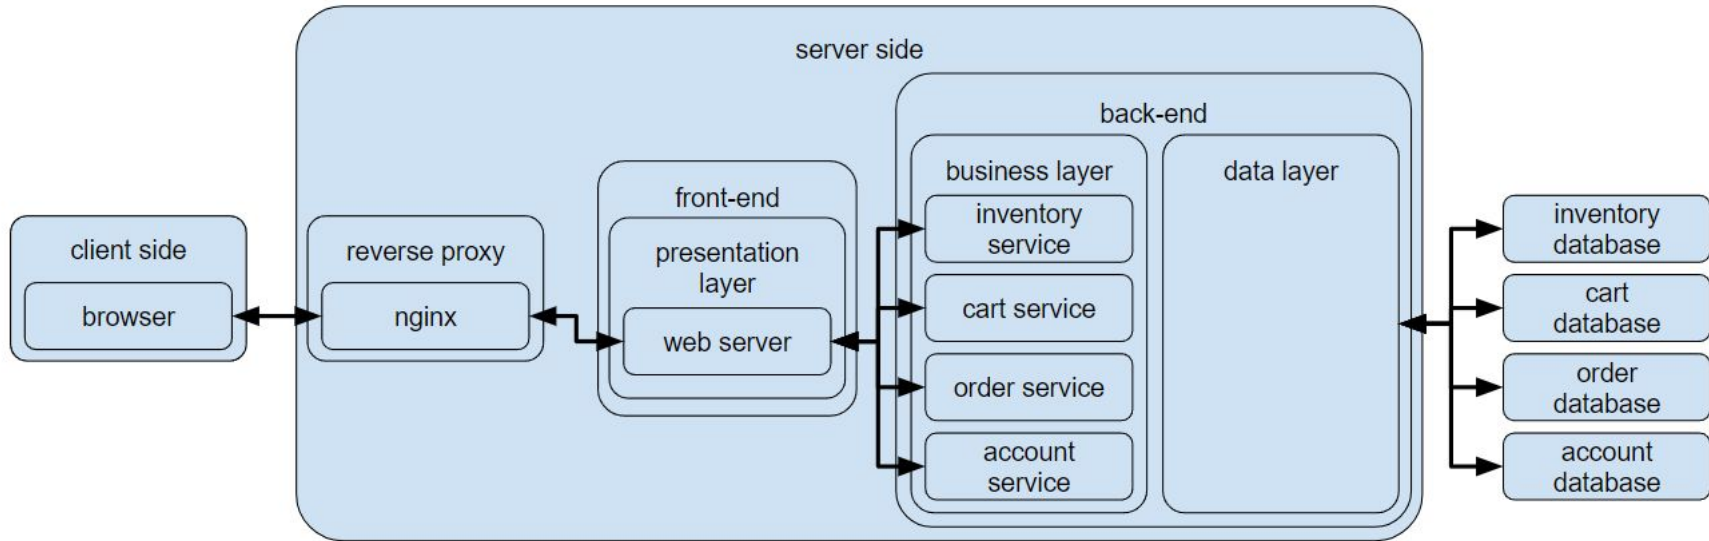 server side
back-end
business layer
data layer
front-end
inventory
service
inventory
database
client side
reverse proxy
presentation
layer
cart service
cart
database
browser
nginx
web server
order service
order
database
account
service
account
database